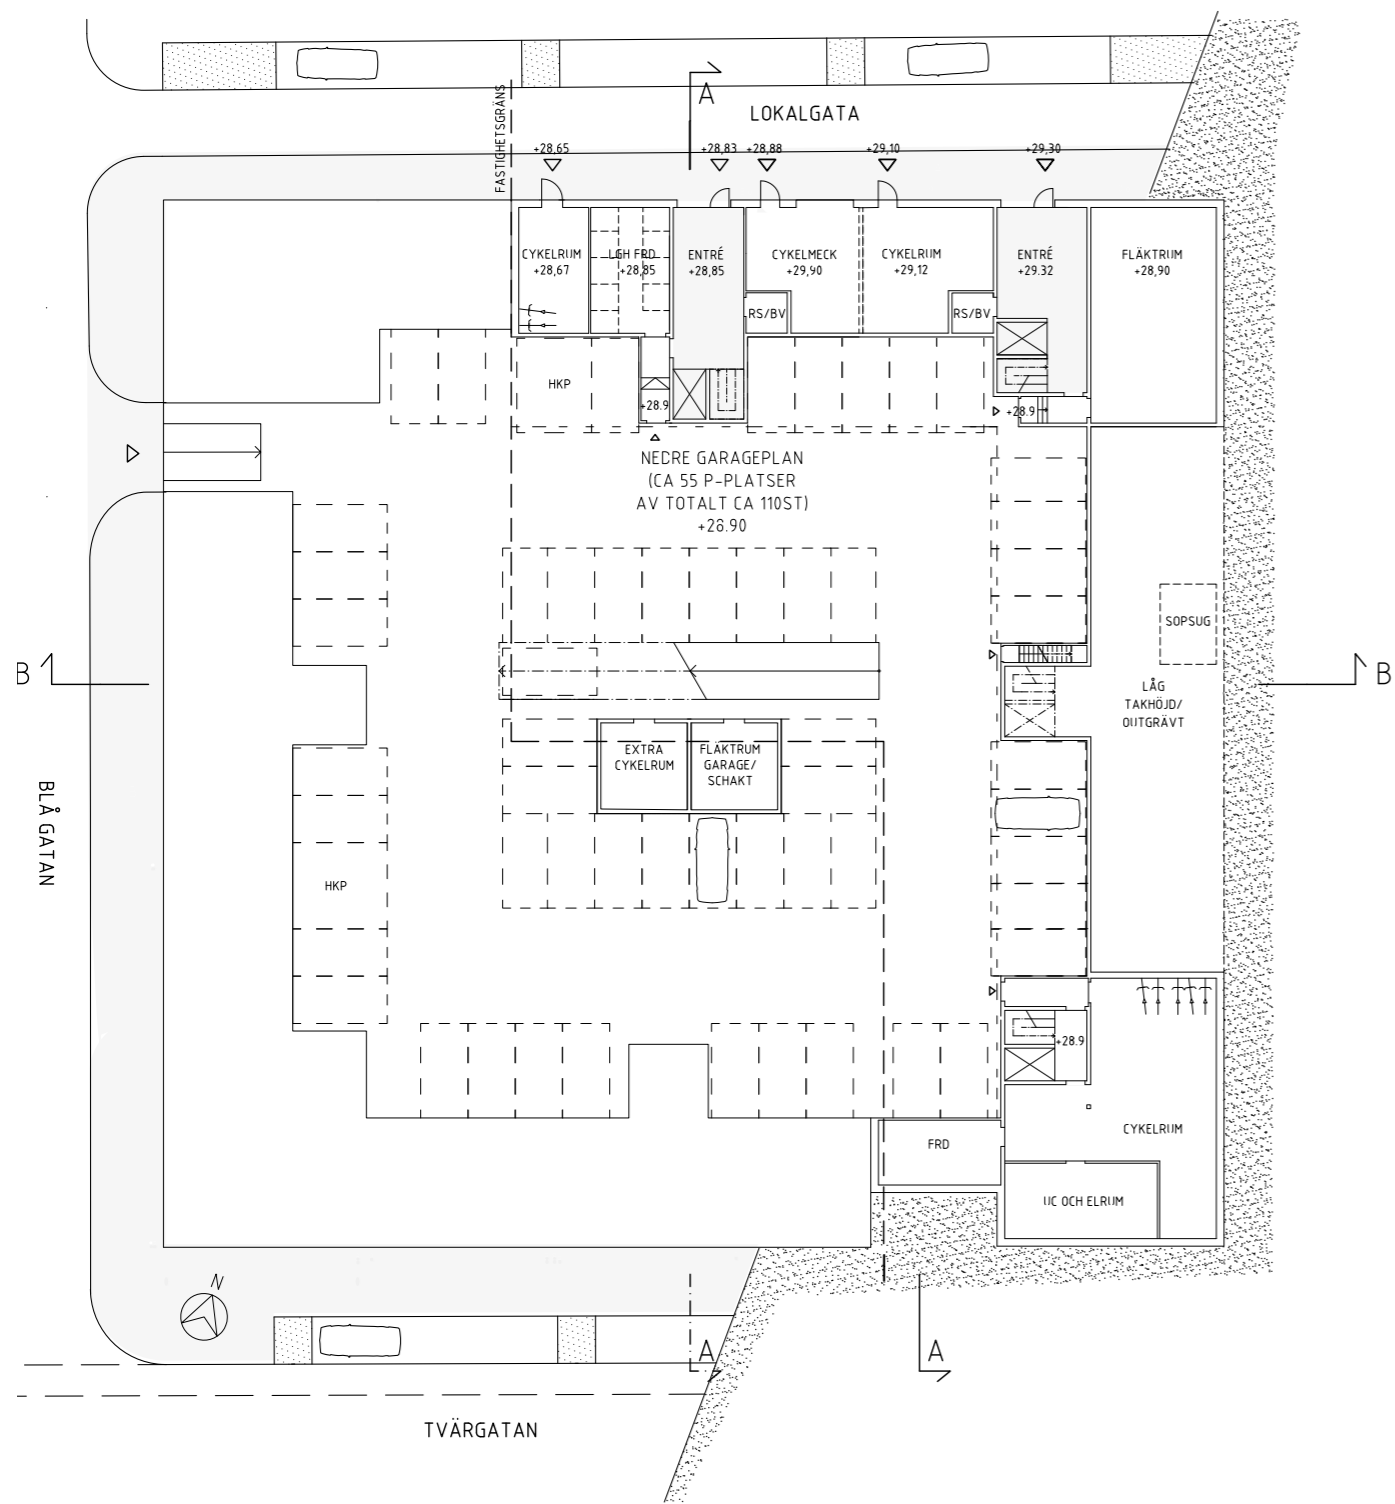 FASTIGHETSGRÄNS
A
LOKALGATA
+28,65
+28,83
+28,88
+29,10
+29,30
CYKELRUM
+28,67
LGH FRD
+28,85
ENTRÉ
+28,85
CYKELMECK
+29,90
CYKELRUM
+29,12
ENTRÉ
+29.32
FLÄKTRUM
+28,90
RS/BV
RS/BV
HKP
+28.9
+28.9
NEDRE GARAGEPLAN
(CA 55 P-PLATSER
AV TOTALT CA 110ST)
+28.90
SOPSUG
B
B
LÅG
TAKHÖJD/
OUTGRÄVT
EXTRA
CYKELRUM
FLÄKTRUM
GARAGE/
SCHAKT
BLÅ GATAN
HKP
+28.9
CYKELRUM
FRD
UC OCH ELRUM
N
A
A
TVÄRGATAN